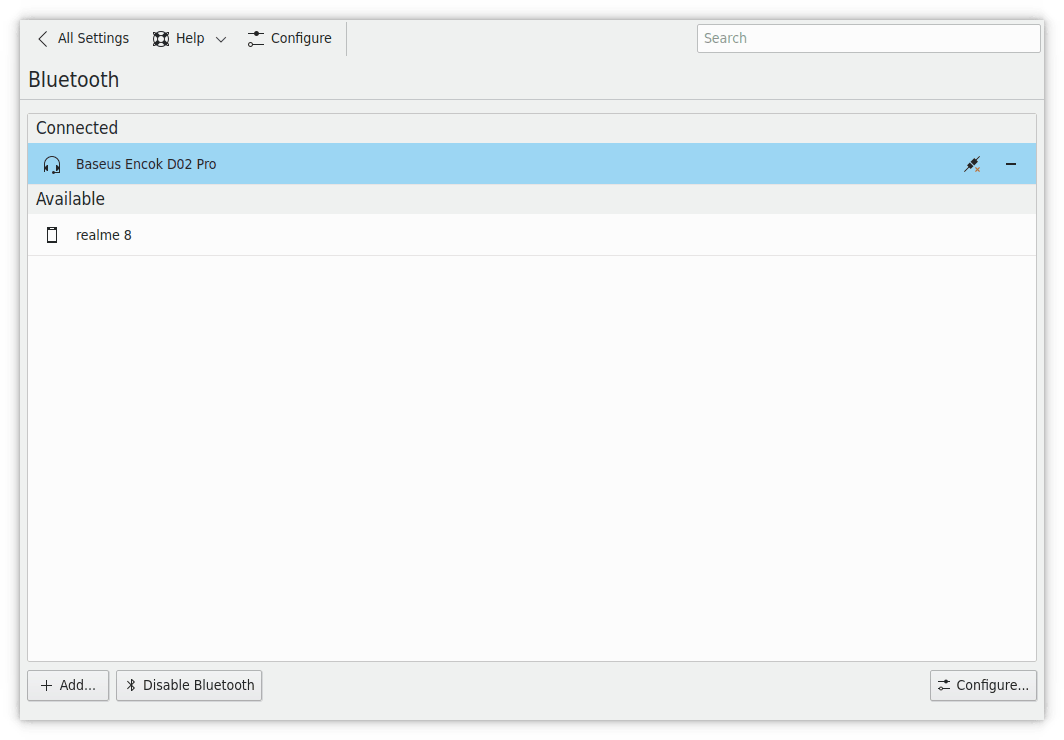 All Settings Help Configure Search
Bluetooth
Connected
Baseus Encok D02 Pro
Available
realme 8
Add... Disable Bluetooth Configure...